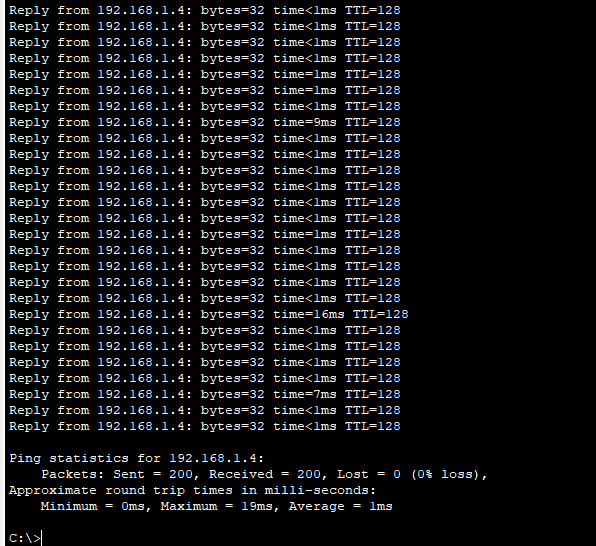 Reply from 192.168.1.4: bytes=32 time<1ms TTL=128
Reply from 192.168.1.4: bytes=32 time<1ms TTL=128
Reply from 192.168.1.4: bytes=32 time<1ms TTL=128
Reply from 192.168.1.4: bytes=32 time<1ms TTL=128
Reply from 192.168.1.4: bytes=32 time=1ms TTL=128
Reply from 192.168.1.4: bytes=32 time=1ms TTL=128
Reply from 192.168.1.4: bytes=32 time<1ms TTL=128
Reply from 192.168.1.4: bytes=32 time=9ms TTL=128
Reply from 192.168.1.4: bytes=32 time<1ms TTL=128
Reply from 192.168.1.4: bytes=32 time<1ms TTL=128
Reply from 192.168.1.4: bytes=32 time<1ms TTL=128
Reply from 192.168.1.4: bytes=32 time<1ms TTL=128
Reply from 192.168.1.4: bytes=32 time<1ms TTL=128
Reply from 192.168.1.4: bytes=32 time<1ms TTL=128
Reply from 192.168.1.4: bytes=32 time=1ms TTL=128
Reply from 192.168.1.4: bytes=32 time<1ms TTL=128
Reply from 192.168.1.4: bytes=32 time<1ms TTL=128
Reply from 192.168.1.4: bytes=32 time<1ms TTL=128
Reply from 192.168.1.4: bytes=32 time<1ms TTL=128
Reply from 192.168.1.4: bytes=32 time=16ms TTL=128
Reply from 192.168.1.4: bytes=32 time<1ms TTL=128
Reply from 192.168.1.4: bytes=32 time<1ms TTL=128
Reply from 192.168.1.4: bytes=32 time<1ms TTL=128
Reply from 192.168.1.4: bytes=32 time<1ms TTL=128
Reply from 192.168.1.4: bytes=32 time=7ms TTL=128
Reply from 192.168.1.4: bytes=32 time<1ms TTL=128
Reply from 192.168.1.4: bytes=32 time<1ms TTL=128
Ping statistics for 192.168.1.4:
Packets: Sent = 200, Received = 200, Lost = 0 (0% loss),
Approximate round trip times in milli-seconds:
Minimum = 0ms, Maximum = 19ms, Average = 1ms
C:\>